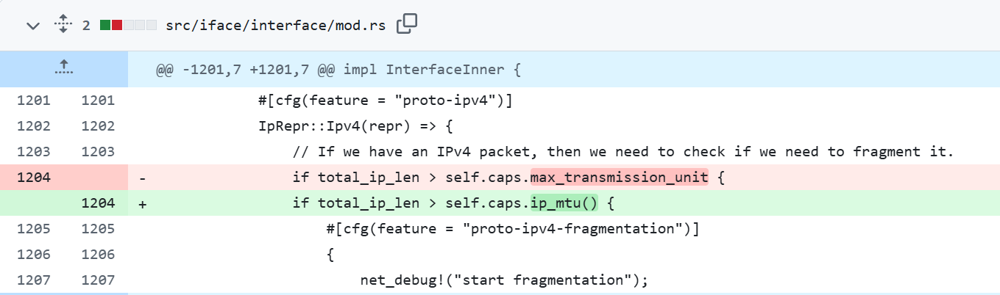 2 src/iface/interface/mod.rs
@@ -1201,7 +1201,7 @@ impl InterfaceInner {
1201 1201 #[cfg(feature = "proto-ipv4")]
1202 1202 IpRepr::Ipv4(repr) => {
1203 1203 // If we have an IPv4 packet, then we need to check if we need to fragment it.
1204 - if total_ip_len > self.caps.max_transmission_unit {
1204 + if total_ip_len > self.caps.ip_mtu() {
1205 1205 #[cfg(feature = "proto-ipv4-fragmentation")]
1206 1206 {
1207 1207 net_debug!("start fragmentation");